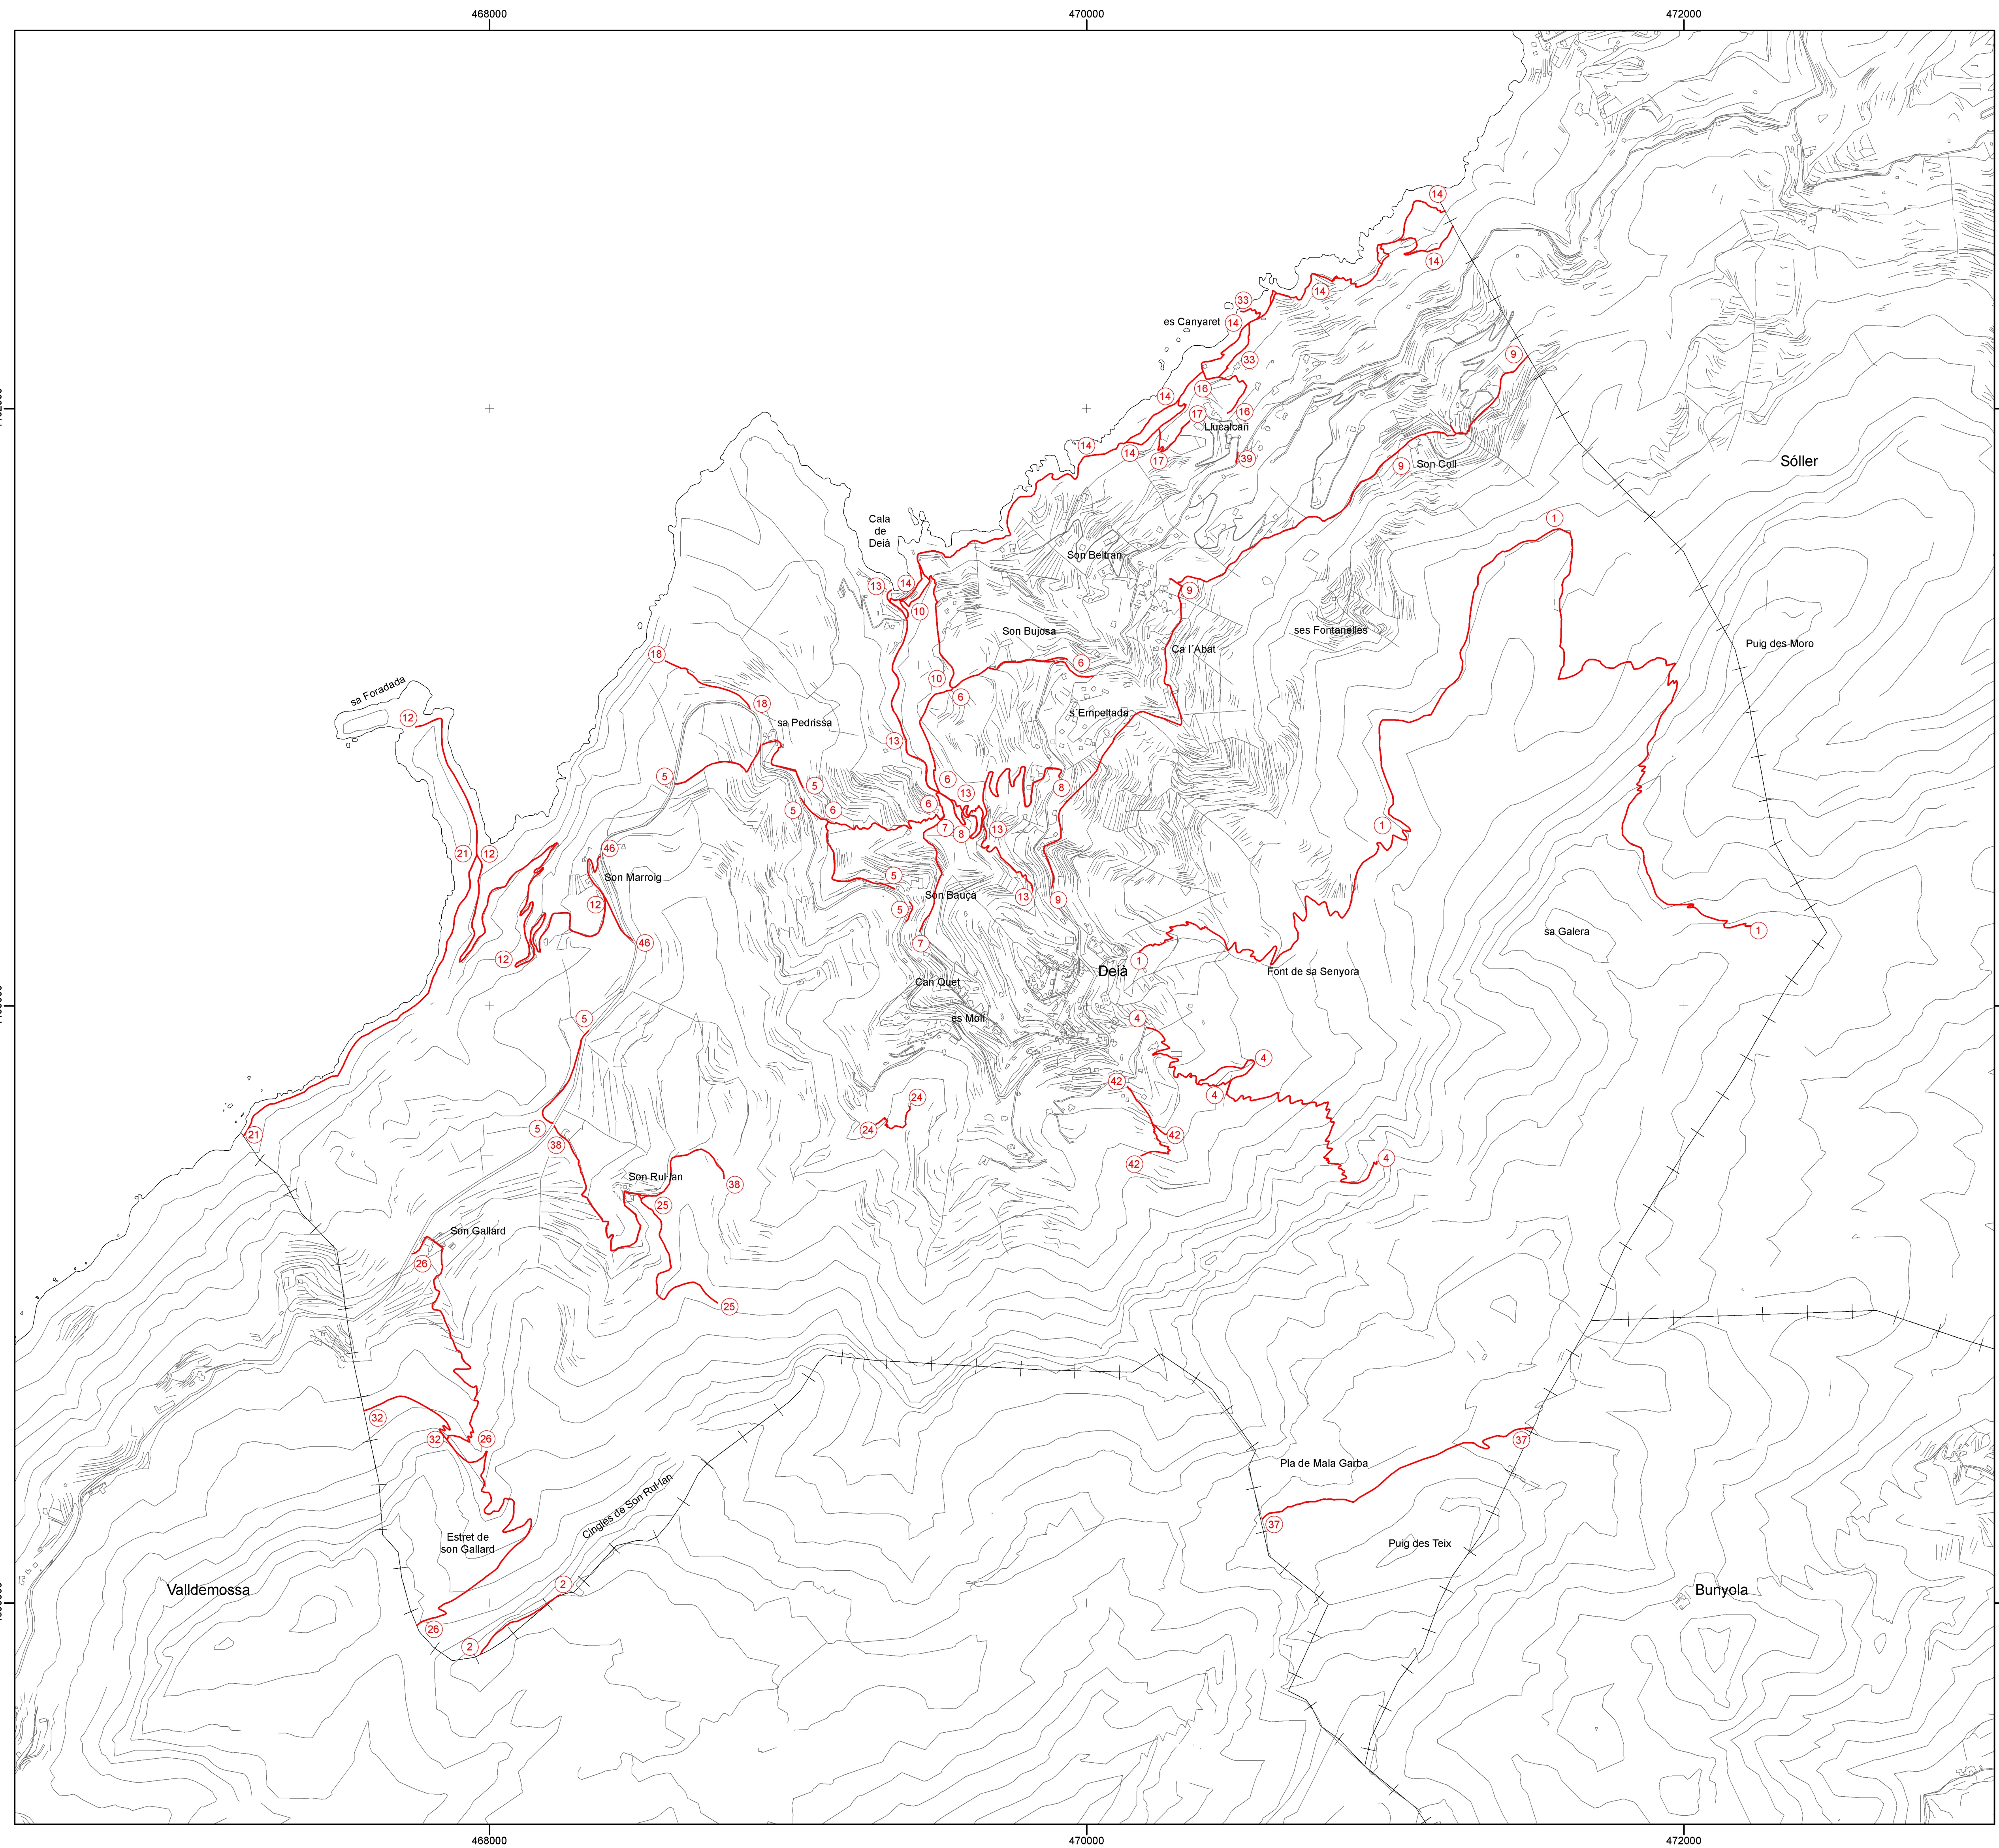 468000
470000
472000
14
14
33
14
es Canyaret
14
33
9
16
14
16
17
Llucalcari
14
14
17
39
9
Son Coll
Sóller
Cala
de
Deià
1
Son Beltran
13
14
9
10
Son Bujosa
ses Fontanelles
Puig des Moro
Ca l´Abat
18
6
10
sa Foradada
6
12
18
s´Empeltada
sa Pedrissa
13
5
6
5
8
13
5
6
6
7
8
13
1
46
21
12
Son Marroig
5
Son Bauçà
13
12
9
5
46
7
1
sa Galera
1
12
Deià
Font de sa Senyora
Can Quet
5
es Molí
4
4
42
4
24
5
24
21
38
42
42
4
Son Rul·lan
38
25
Son Gallard
26
25
32
32
26
37
Pla de Mala Garba
Cingles de Son Rul·lan
37
Estret de
son Gallard
Puig des Teix
2
Valldemossa
Bunyola
26
2
468000
470000
472000